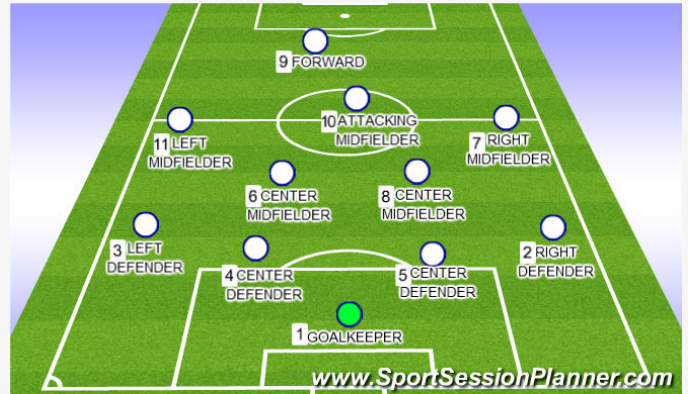 9 FORWARD
10 ATTACKING
MIDFIELDER
11 LEFT
MIDFIELDER
7 RIGHT
MIDFIELDER
6 CENTER
MIDFIELDER
8 CENTER
MIDFIELDER
3 LEFT
DEFENDER
4 CENTER
DEFENDER
5 CENTER
DEFENDER
2 RIGHT
DEFENDER
1 GOALKEEPER
www.SportSessionPlanner.com